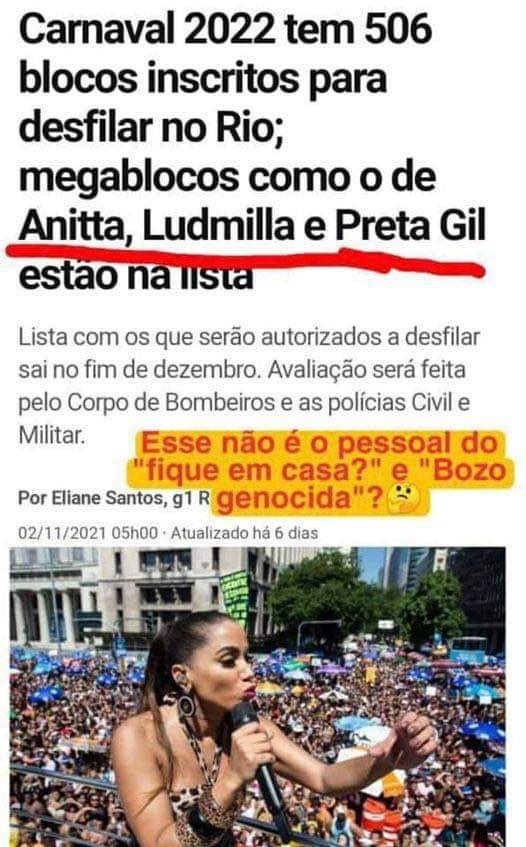 Carnaval 2022 tem 506
blocos inscritos para
desfilar no Rio;
megablocos como o de
Anitta, Ludmilla e Preta Gil
estão na lista
Lista com os que serão autorizados a desfilar
sai no fim de dezembro. Avaliação será feita
pelo Corpo de Bombeiros e as polícias Civil e
Militar.
Esse não é o pessoal do
"fique em casa?" e "Bozo
genocida"?🤔
Por Eliane Santos, g1 R
02/11/2021 05h00 · Atualizado há 6 dias